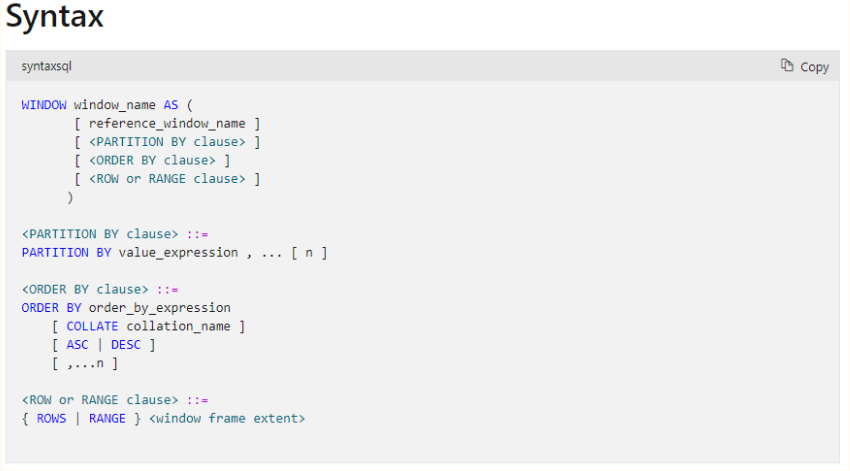 Syntax
syntaxsql
Copy
WINDOW window_name AS (
[ reference_window_name ]
[ <PARTITION BY clause> ]
[ <ORDER BY clause> ]
[ <ROW or RANGE clause> ]
)
<PARTITION BY clause> ::=
PARTITION BY value_expression , ... [ n ]
<ORDER BY clause> ::=
ORDER BY order_by_expression
[ COLLATE collation_name ]
[ ASC | DESC ]
[ ,...n ]
<ROW or RANGE clause> ::=
{ ROWS | RANGE } <window frame extent>